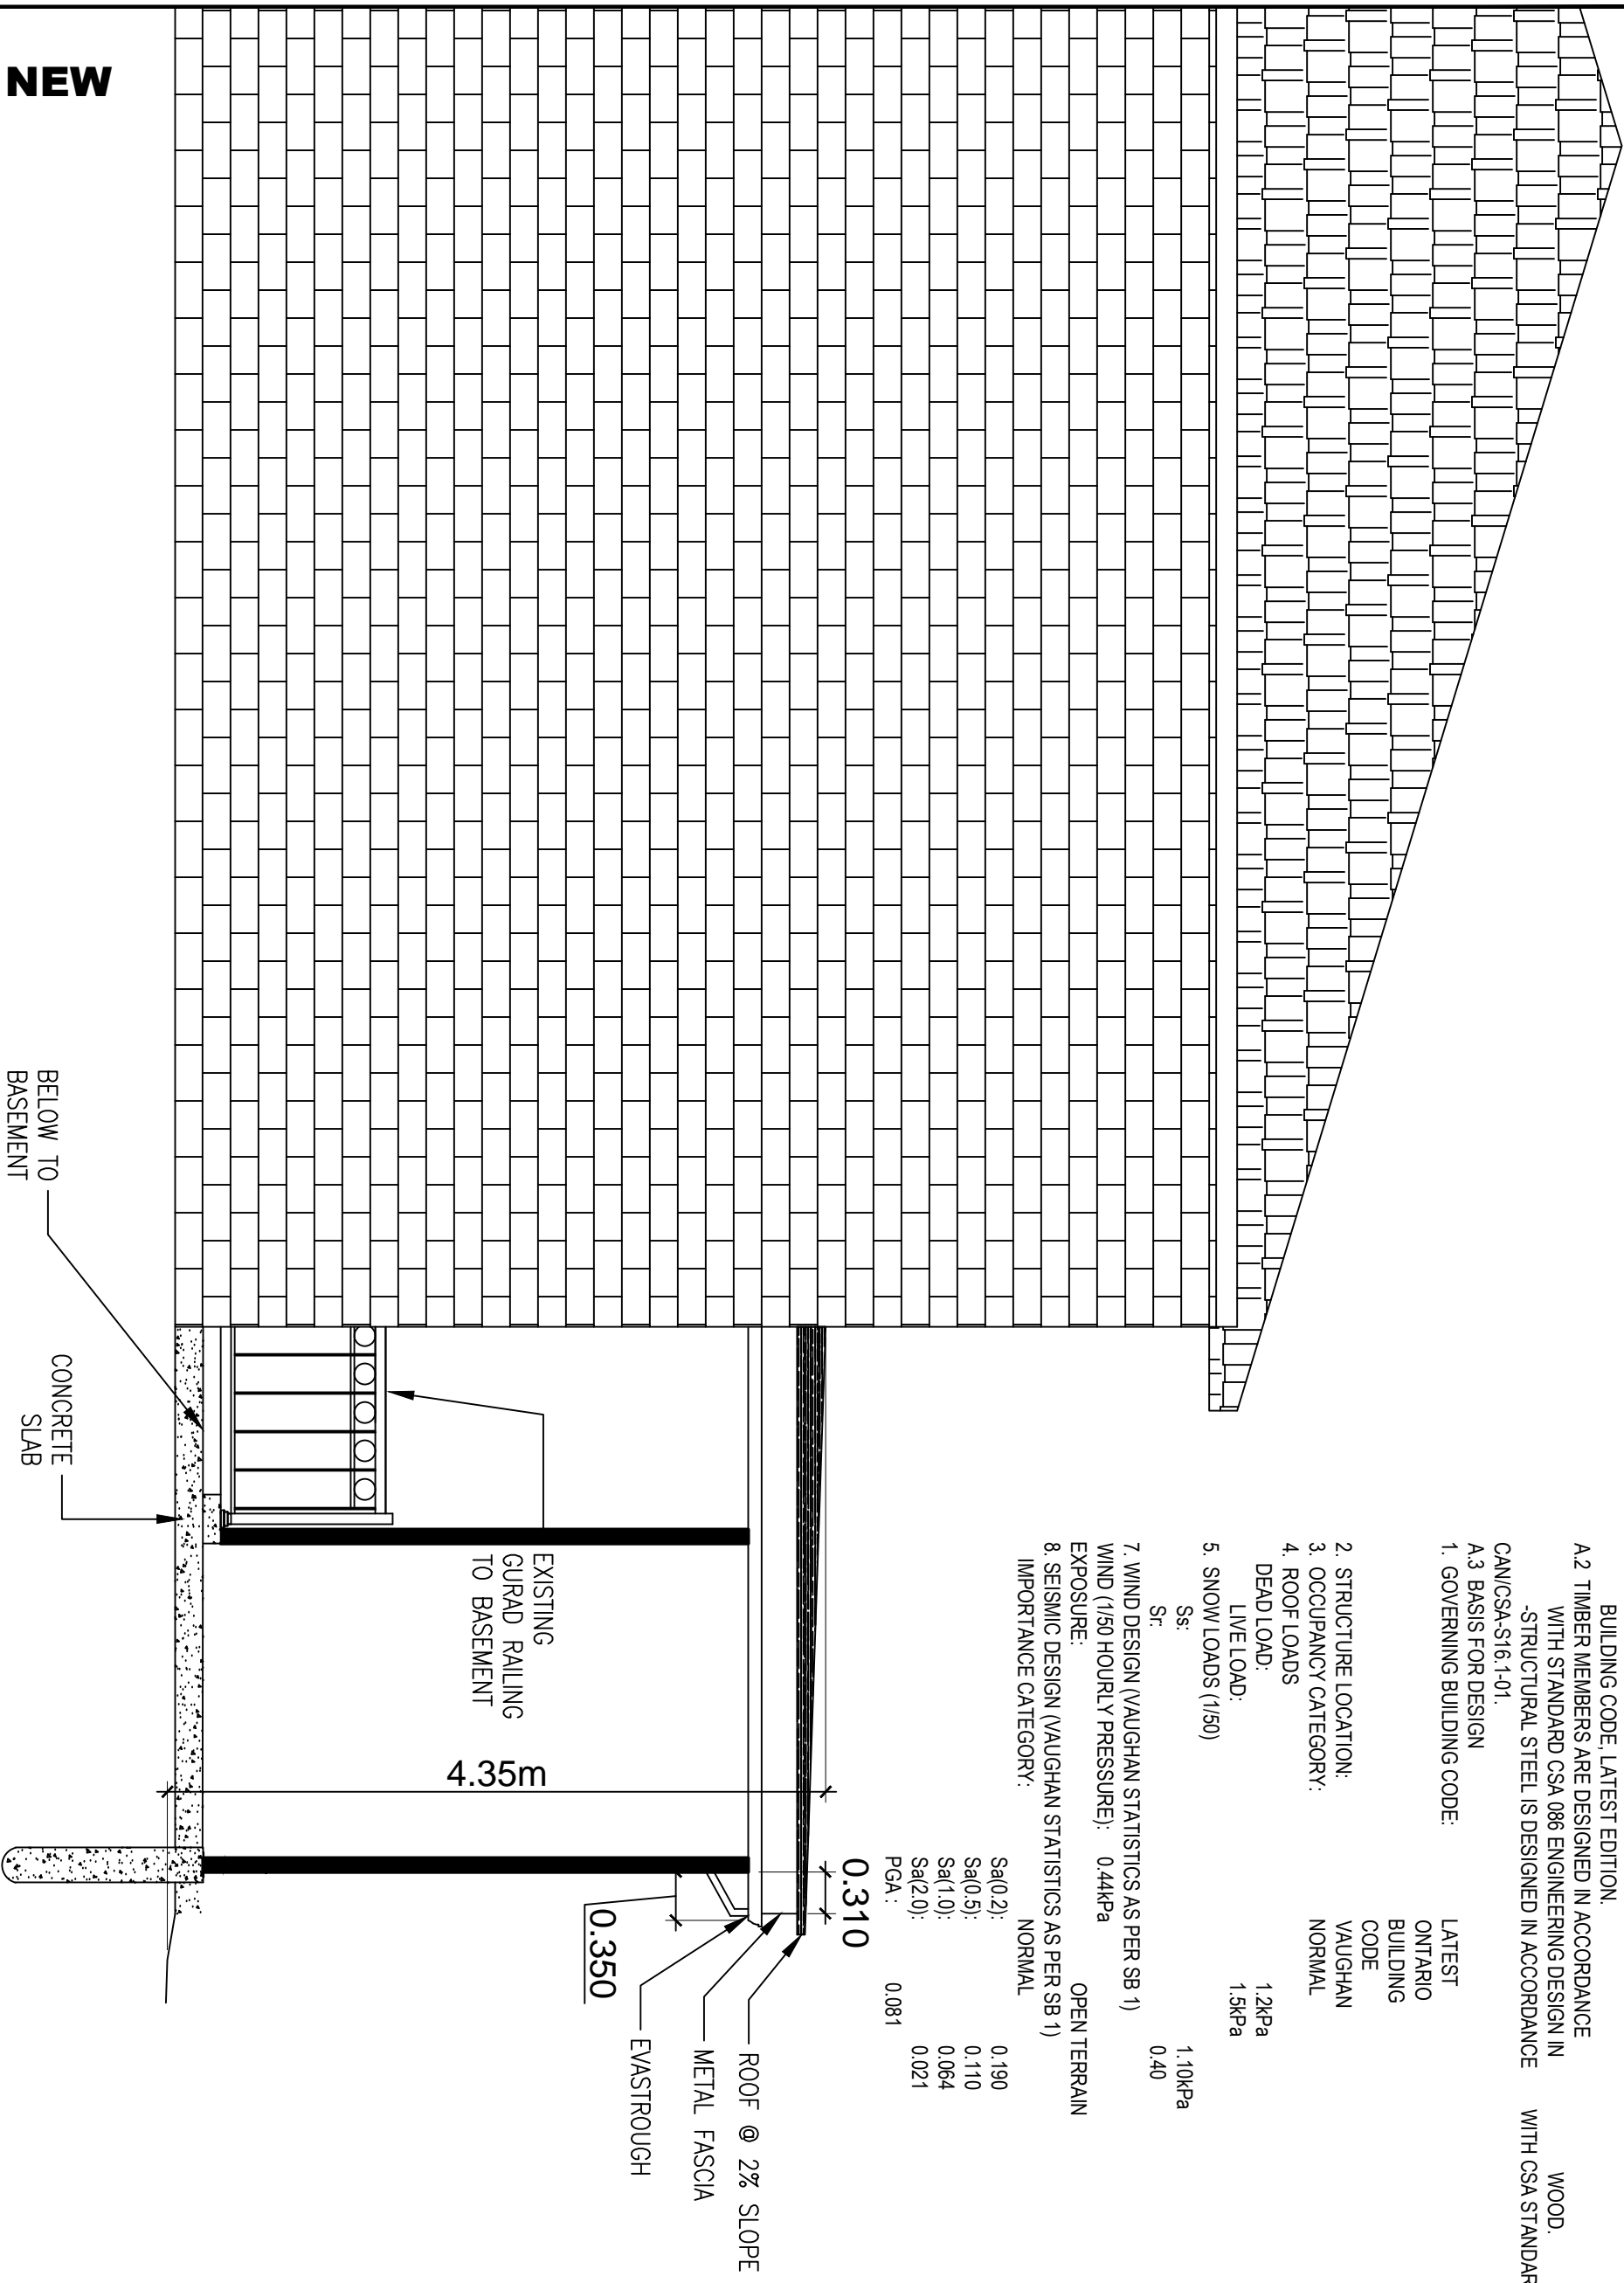 BUILDING CODE, LATEST EDITION.
A.2 TIMBER MEMBERS ARE DESIGNED IN ACCORDANCE
WITH STANDARD CSA 086 ENGINEERING DESIGN IN WOOD.
-STRUCTURAL STEEL IS DESIGNED IN ACCORDANCE WITH CSA STANDAR
CAN/CSA-S16.1-01.
A.3 BASIS FOR DESIGN
1. GOVERNING BUILDING CODE: LATEST
ONTARIO
BUILDING
CODE
2. STRUCTURE LOCATION: VAUGHAN
3. OCCUPANCY CATEGORY: NORMAL
4. ROOF LOADS
DEAD LOAD: 1.2kPa
LIVE LOAD: 1.5kPa
5. SNOW LOADS (1/50)
Ss: 1.10kPa
Sr: 0.40
7. WIND DESIGN (VAUGHAN STATISTICS AS PER SB 1)
WIND (1/50 HOURLY PRESSURE): 0.44kPa
EXPOSURE: OPEN TERRAIN
8. SEISMIC DESIGN (VAUGHAN STATISTICS AS PER SB 1)
IMPORTANCE CATEGORY: NORMAL
Sa(0.2): 0.190
Sa(0.5): 0.110
Sa(1.0): 0.064
Sa(2.0): 0.021
PGA : 0.081
0.310
ROOF @ 2% SLOPE
METAL FASCIA
EVASTROUGH
0.350
4.35m
EXISTING
GURAD RAILING
TO BASEMENT
BELOW TO
BASEMENT
CONCRETE
SLAB
NEW